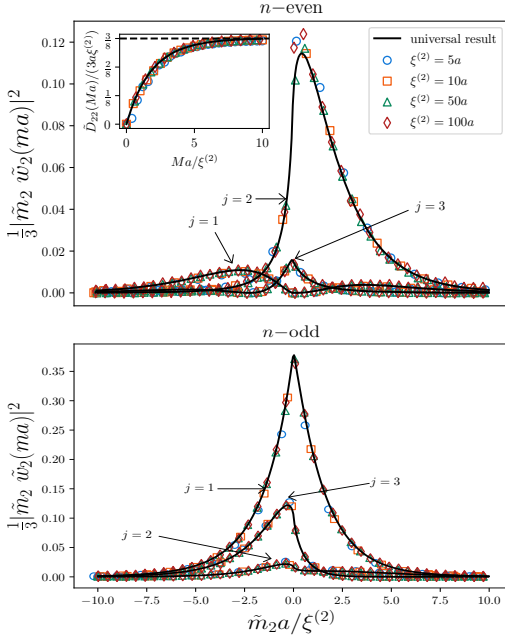 n−even
0.12
0.10
0.08
0.06
0.04
0.02
0.00
1/3|m̃₂ w̃₂(ma)|²
D̃₂₂(Ma)/(3aξ⁽²⁾)
3/8
2/8
1/8
0
0 5 10
Ma/ξ⁽²⁾
universal result
ξ⁽²⁾ = 5a
ξ⁽²⁾ = 10a
ξ⁽²⁾ = 50a
ξ⁽²⁾ = 100a
j = 2
j = 3
j = 1
n−odd
0.35
0.30
0.25
0.20
0.15
0.10
0.05
0.00
1/3|m̃₂ w̃₂(ma)|²
j = 1
j = 3
j = 2
−10.0 −7.5 −5.0 −2.5 0.0 2.5 5.0 7.5 10.0
m̃₂a/ξ⁽²⁾